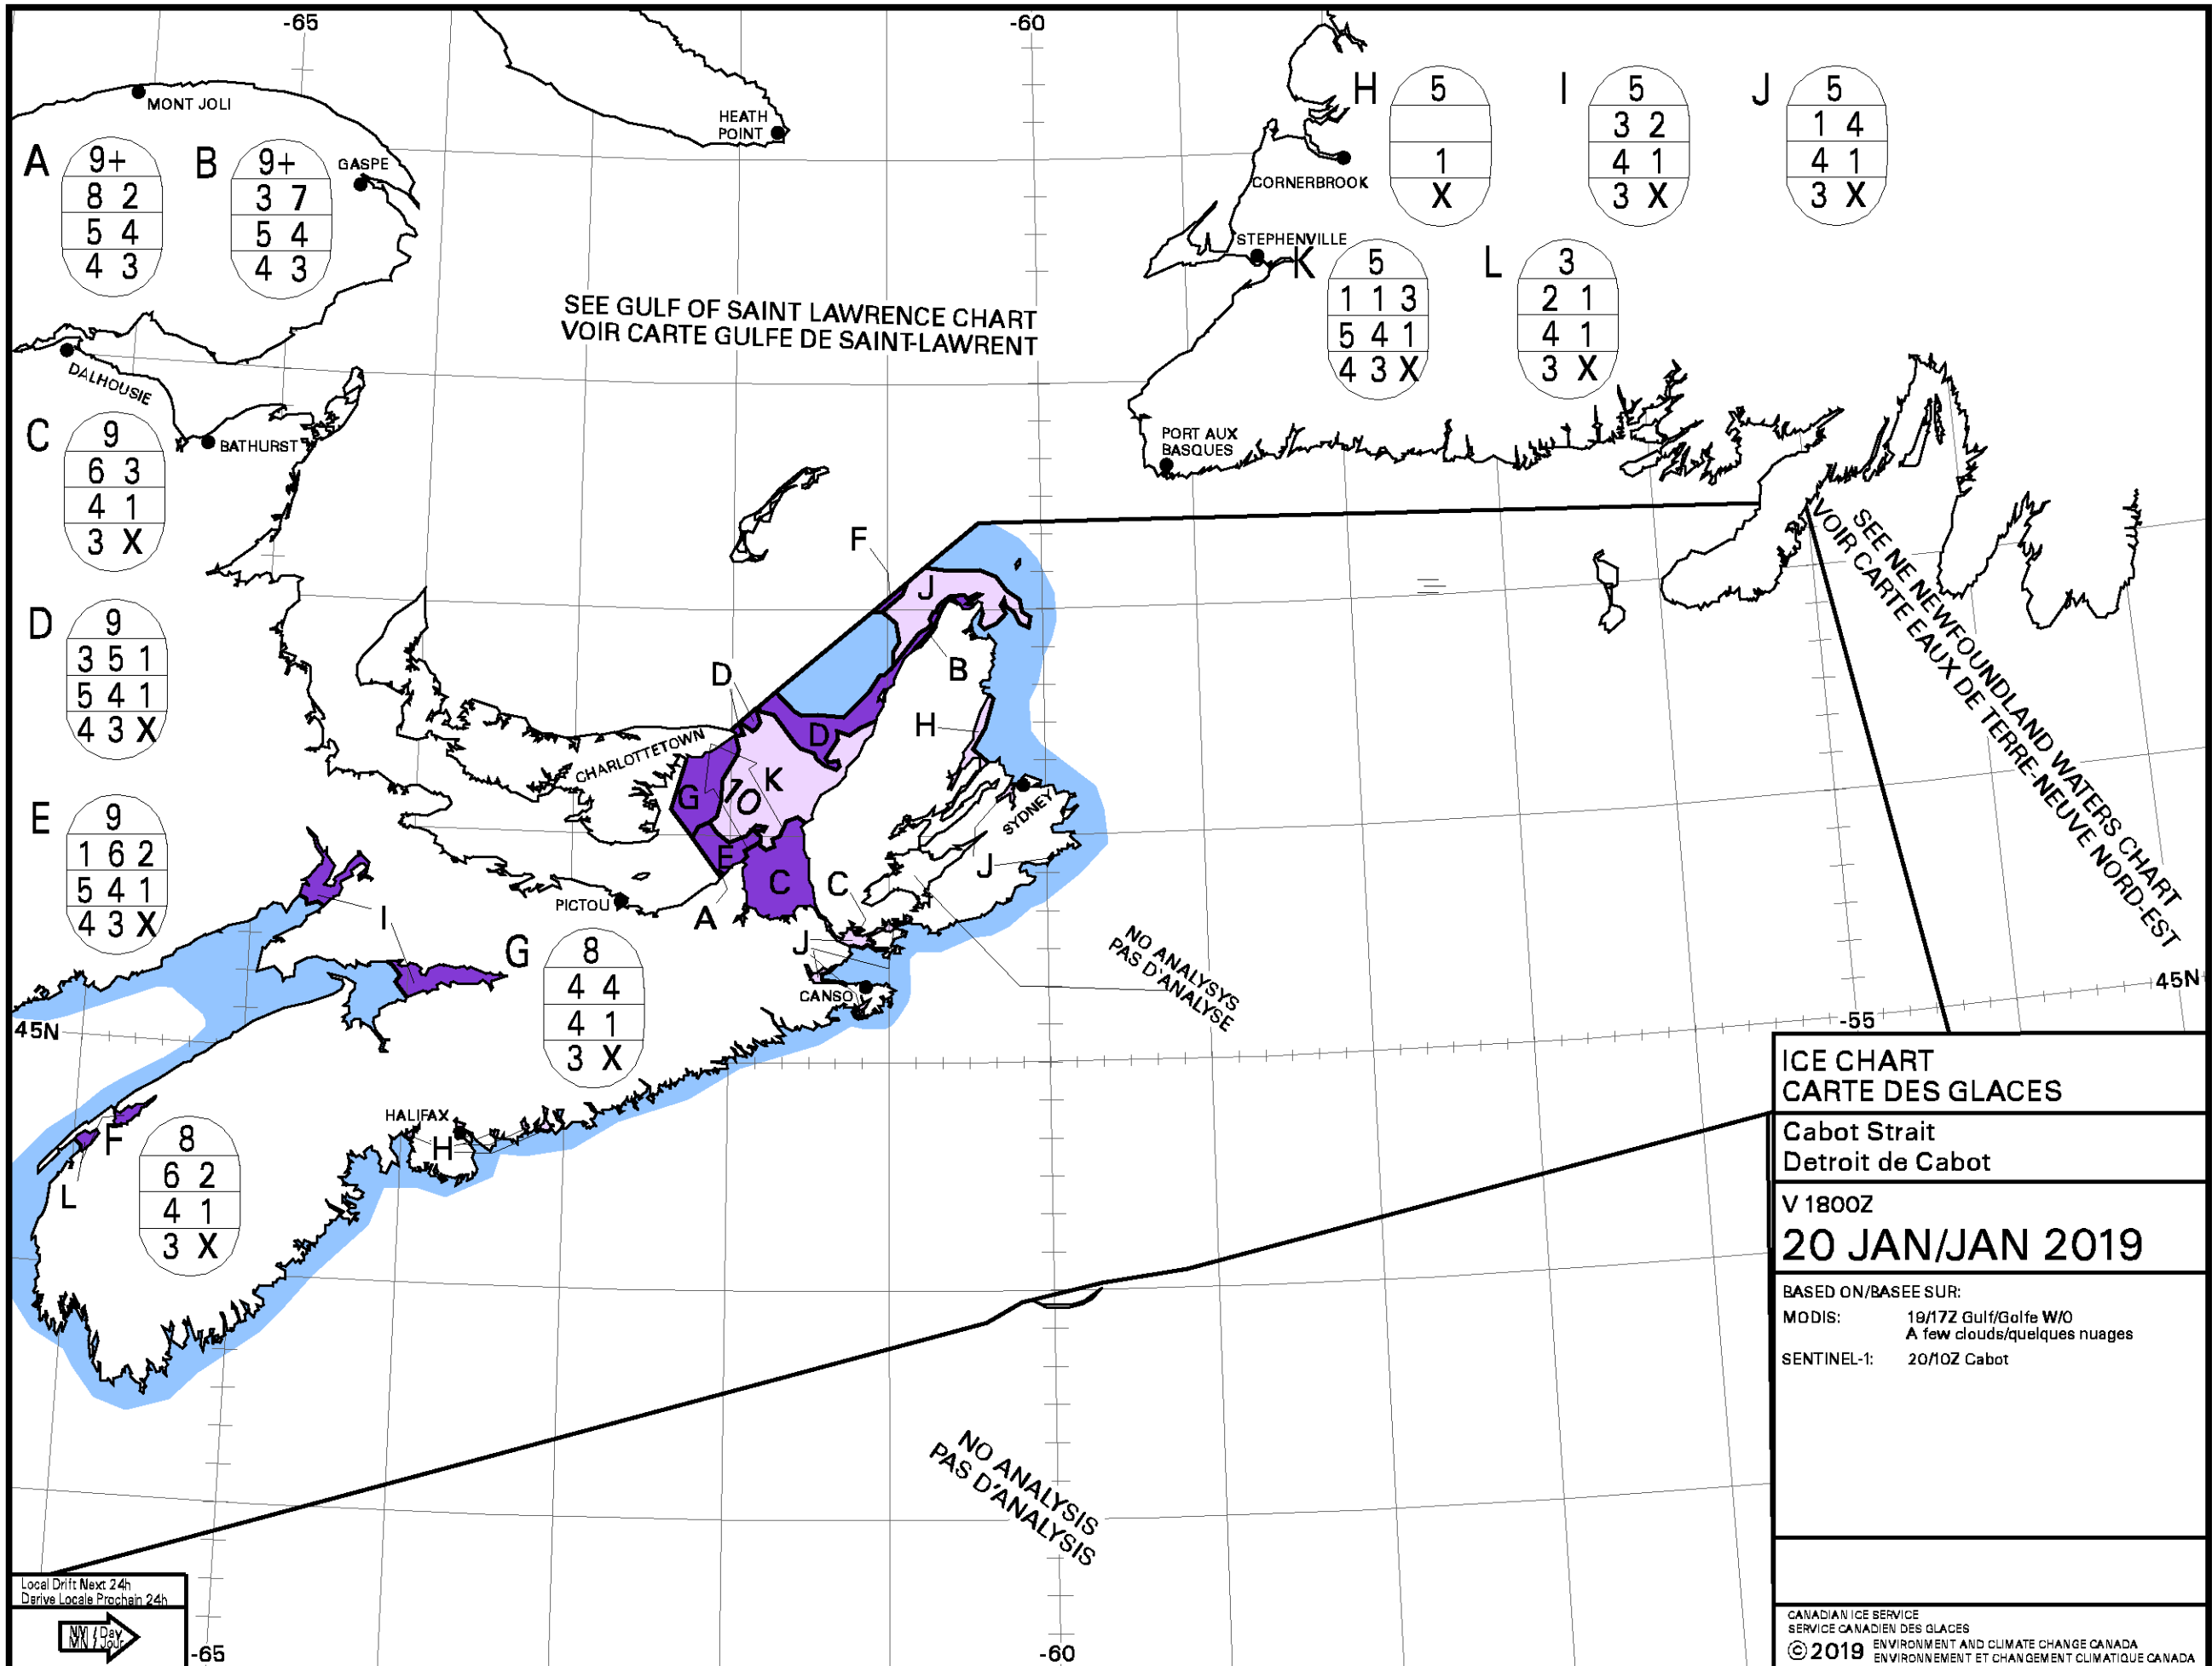 -65
-60
MONT JOLI
HEATH
POINT
GASPE
CORNERBROOK
STEPHENVILLE
A
9+
8 2
5 4
4 3
B
9+
3 7
5 4
4 3
H
5
1
X
I
5
3 2
4 1
3 X
J
5
1 4
4 1
3 X
K
5
1 1 3
5 4 1
4 3 X
L
3
2 1
4 1
3 X
SEE GULF OF SAINT LAWRENCE CHART
VOIR CARTE GULFE DE SAINT-LAWRENT
DALHOUSIE
BATHURST
PORT AUX
BASQUES
C
9
6 3
4 1
3 X
D
9
3 5 1
5 4 1
4 3 X
E
9
1 6 2
5 4 1
4 3 X
F
J
B
D
H
D
CHARLOTTETOWN
G
10
K
SYDNEY
E
C
C
J
PICTOU
A
J
I
CANSO
SEE NE NEWFOUNDLAND WATERS CHART
VOIR CARTE EAUX DE TERRE-NEUVE NORD-EST
NO ANALYSYS
PAS D'ANALYSE
G
8
4 4
4 1
3 X
45N
45N
-55
HALIFAX
H
F
8
6 2
4 1
3 X
L
NO ANALYSIS
PAS D'ANALYSIS
ICE CHART
CARTE DES GLACES
Cabot Strait
Detroit de Cabot
V 1800Z
20 JAN/JAN 2019
BASED ON/BASEE SUR:
MODIS: 19/17Z Gulf/Golfe W/O
A few clouds/quelques nuages
SENTINEL-1: 20/10Z Cabot
Local Drift Next 24h
Derive Locale Prochain 24h
NM / Day
MN / Jour
-65
-60
CANADIAN ICE SERVICE
SERVICE CANADIEN DES GLACES
© 2019 ENVIRONMENT AND CLIMATE CHANGE CANADA
ENVIRONNEMENT ET CHANGEMENT CLIMATIQUE CANADA